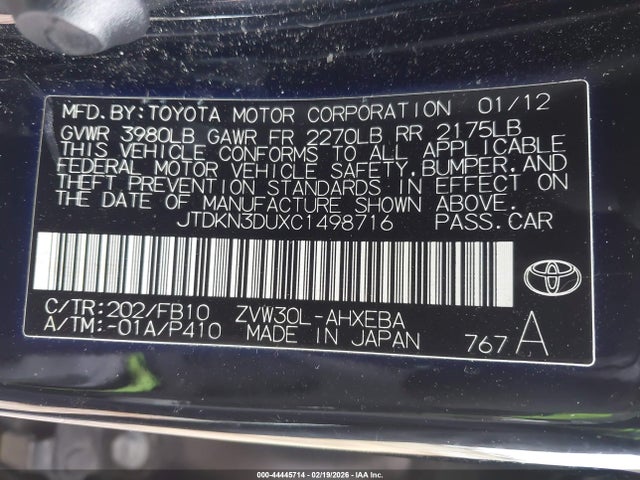 MFD. BY: TOYOTA MOTOR CORPORATION 01/12
GVWR 3980LB GAWR FR 2270LB RR 2175LB
THIS VEHICLE CONFORMS TO ALL APPLICABLE
FEDERAL MOTOR VEHICLE SAFETY, BUMPER, AND
THEFT PREVENTION STANDARDS IN EFFECT ON
THE DATE OF MANUFACTURE SHOWN ABOVE.
JTDKN3DUXC1498716 PASS. CAR
C/TR: 202/FB10 ZVW30L-AHXEBA
A/TM: -01A/P410 MADE IN JAPAN 767 A
000-44445714 - 02/19/2026 - IAA Inc.